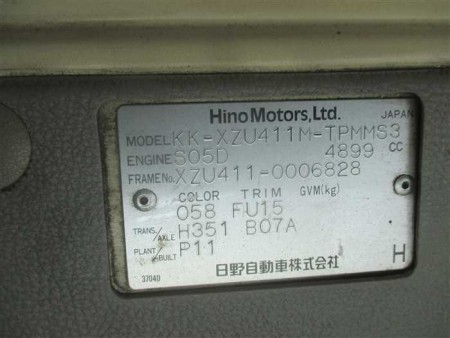 Hino Motors, Ltd. JAPAN
MODEL KK-XZU411M-TPMMS3
ENGINE S05D 4899 CC
FRAME No. XZU411-0006828
COLOR TRIM GVM(kg)
058 FU15
TRANS./AXLE H351 B07A
PLANT/BUILT P11 H
37040 日野自動車株式会社